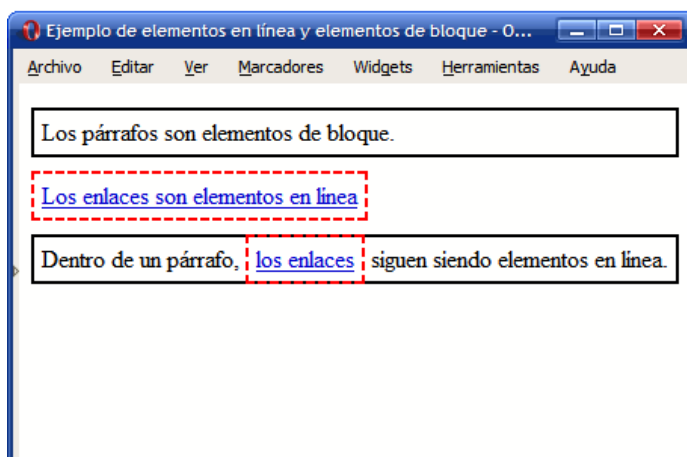 Ejemplo de elementos en línea y elementos de bloque - O...
Archivo Editar Ver Marcadores Widgets Herramientas Ayuda
Los párrafos son elementos de bloque.
Los enlaces son elementos en línea
Dentro de un párrafo, los enlaces siguen siendo elementos en línea.